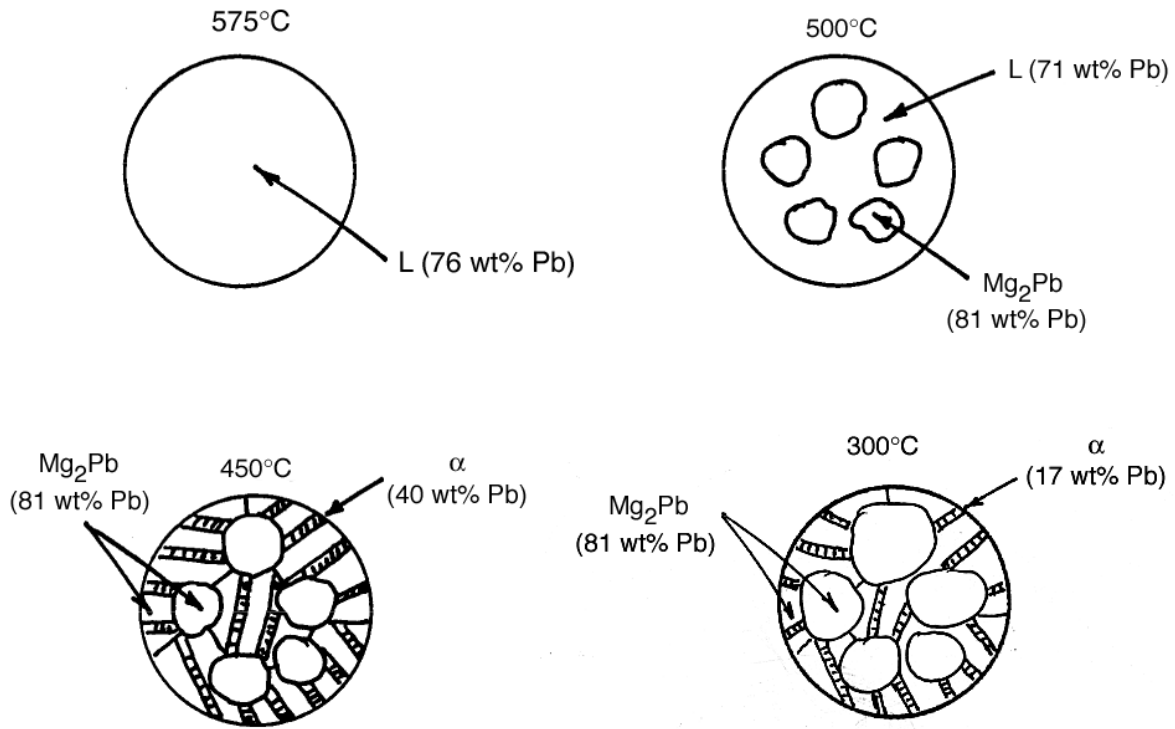 575°C
L (76 wt% Pb)
500°C
L (71 wt% Pb)
Mg₂Pb
(81 wt% Pb)
Mg₂Pb
(81 wt% Pb)
450°C
α
(40 wt% Pb)
300°C
α
(17 wt% Pb)
Mg₂Pb
(81 wt% Pb)